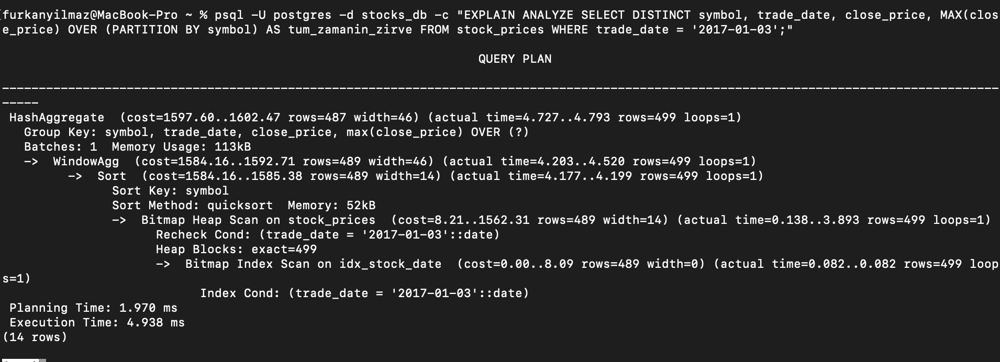 furkanyilmaz@MacBook-Pro ~ % psql -U postgres -d stocks_db -c "EXPLAIN ANALYZE SELECT DISTINCT symbol, trade_date, close_price, MAX(clos
e_price) OVER (PARTITION BY symbol) AS tum_zamanin_zirve FROM stock_prices WHERE trade_date = '2017-01-03';"
QUERY PLAN
----------------------------------------------------------------------------------------------------------------------------------------
-----
HashAggregate  (cost=1597.60..1602.47 rows=487 width=46) (actual time=4.727..4.793 rows=499 loops=1)
Group Key: symbol, trade_date, close_price, max(close_price) OVER (?)
Batches: 1  Memory Usage: 113kB
->  WindowAgg  (cost=1584.16..1592.71 rows=489 width=46) (actual time=4.203..4.520 rows=499 loops=1)
->  Sort  (cost=1584.16..1585.38 rows=489 width=14) (actual time=4.177..4.199 rows=499 loops=1)
Sort Key: symbol
Sort Method: quicksort  Memory: 52kB
->  Bitmap Heap Scan on stock_prices  (cost=8.21..1562.31 rows=489 width=14) (actual time=0.138..3.893 rows=499 loops=1)
Recheck Cond: (trade_date = '2017-01-03'::date)
Heap Blocks: exact=499
->  Bitmap Index Scan on idx_stock_date  (cost=0.00..8.09 rows=489 width=0) (actual time=0.082..0.082 rows=499 loop
s=1)
Index Cond: (trade_date = '2017-01-03'::date)
Planning Time: 1.970 ms
Execution Time: 4.938 ms
(14 rows)